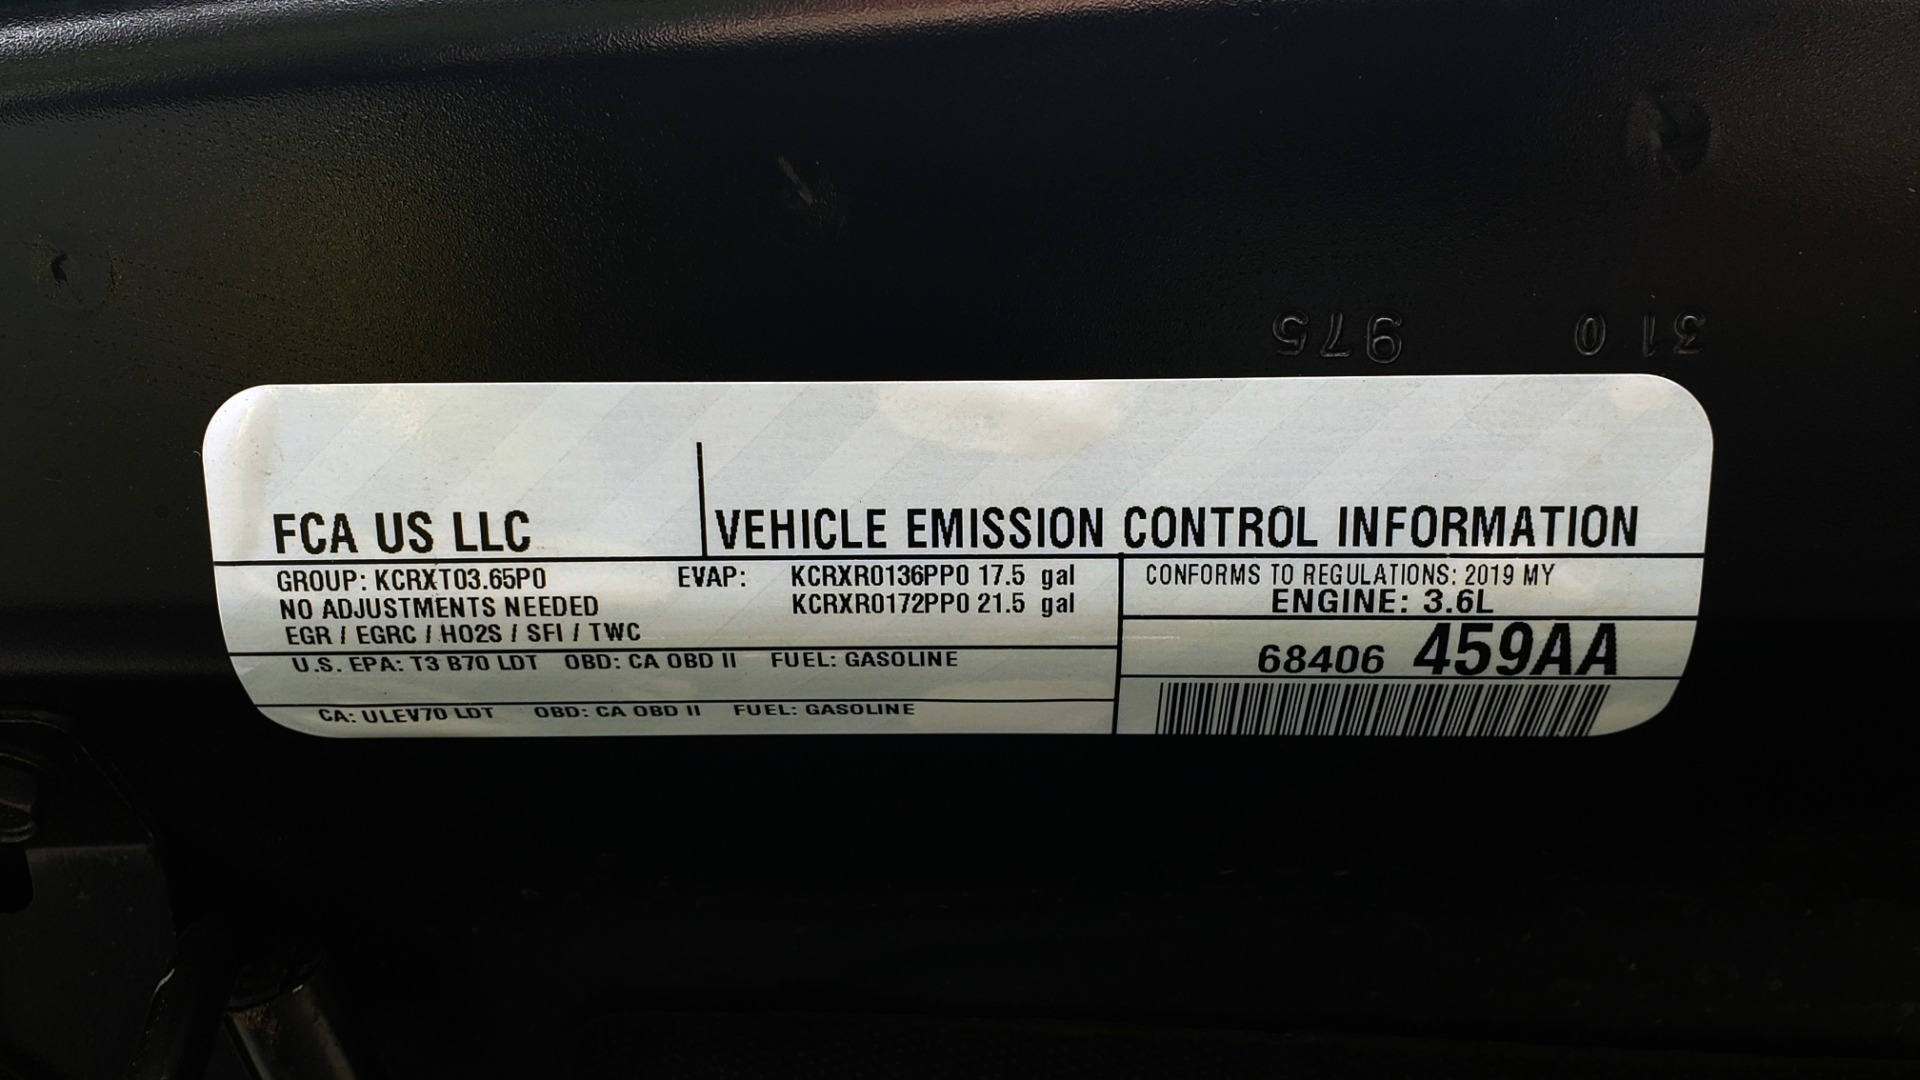 310 975
FCA US LLC
VEHICLE EMISSION CONTROL INFORMATION
GROUP: KCRXT03.65P0
NO ADJUSTMENTS NEEDED
EGR / EGRC / HO2S / SFI / TWC
EVAP: KCRXR0136PP0 17.5 gal
KCRXR0172PP0 21.5 gal
U.S. EPA: T3 B70 LDT OBD: CA OBD II FUEL: GASOLINE
CA: ULEV70 LDT OBD: CA OBD II FUEL: GASOLINE
CONFORMS TO REGULATIONS: 2019 MY
ENGINE: 3.6L
68406 459AA